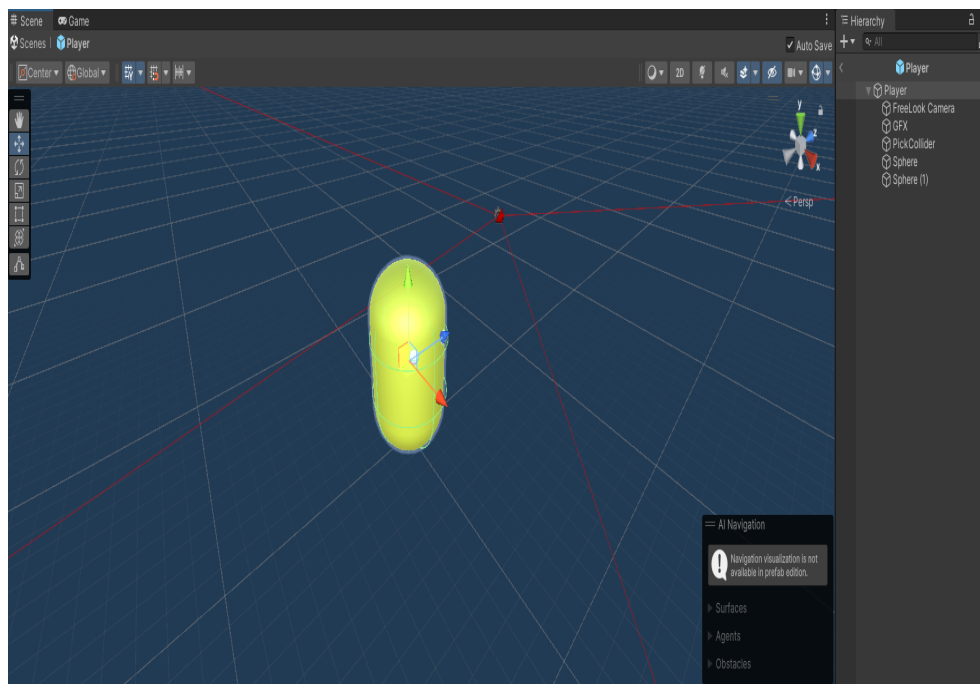 Scene Game
Hierarchy
Scenes | Player
Auto Save
All
Center Global
2D
Player
Player
FreeLook Camera
GFX
PickCollider
Sphere
Sphere (1)
y
z
x
Persp
AI Navigation
Navigation visualization is not
available in prefab edition.
Surfaces
Agents
Obstacles